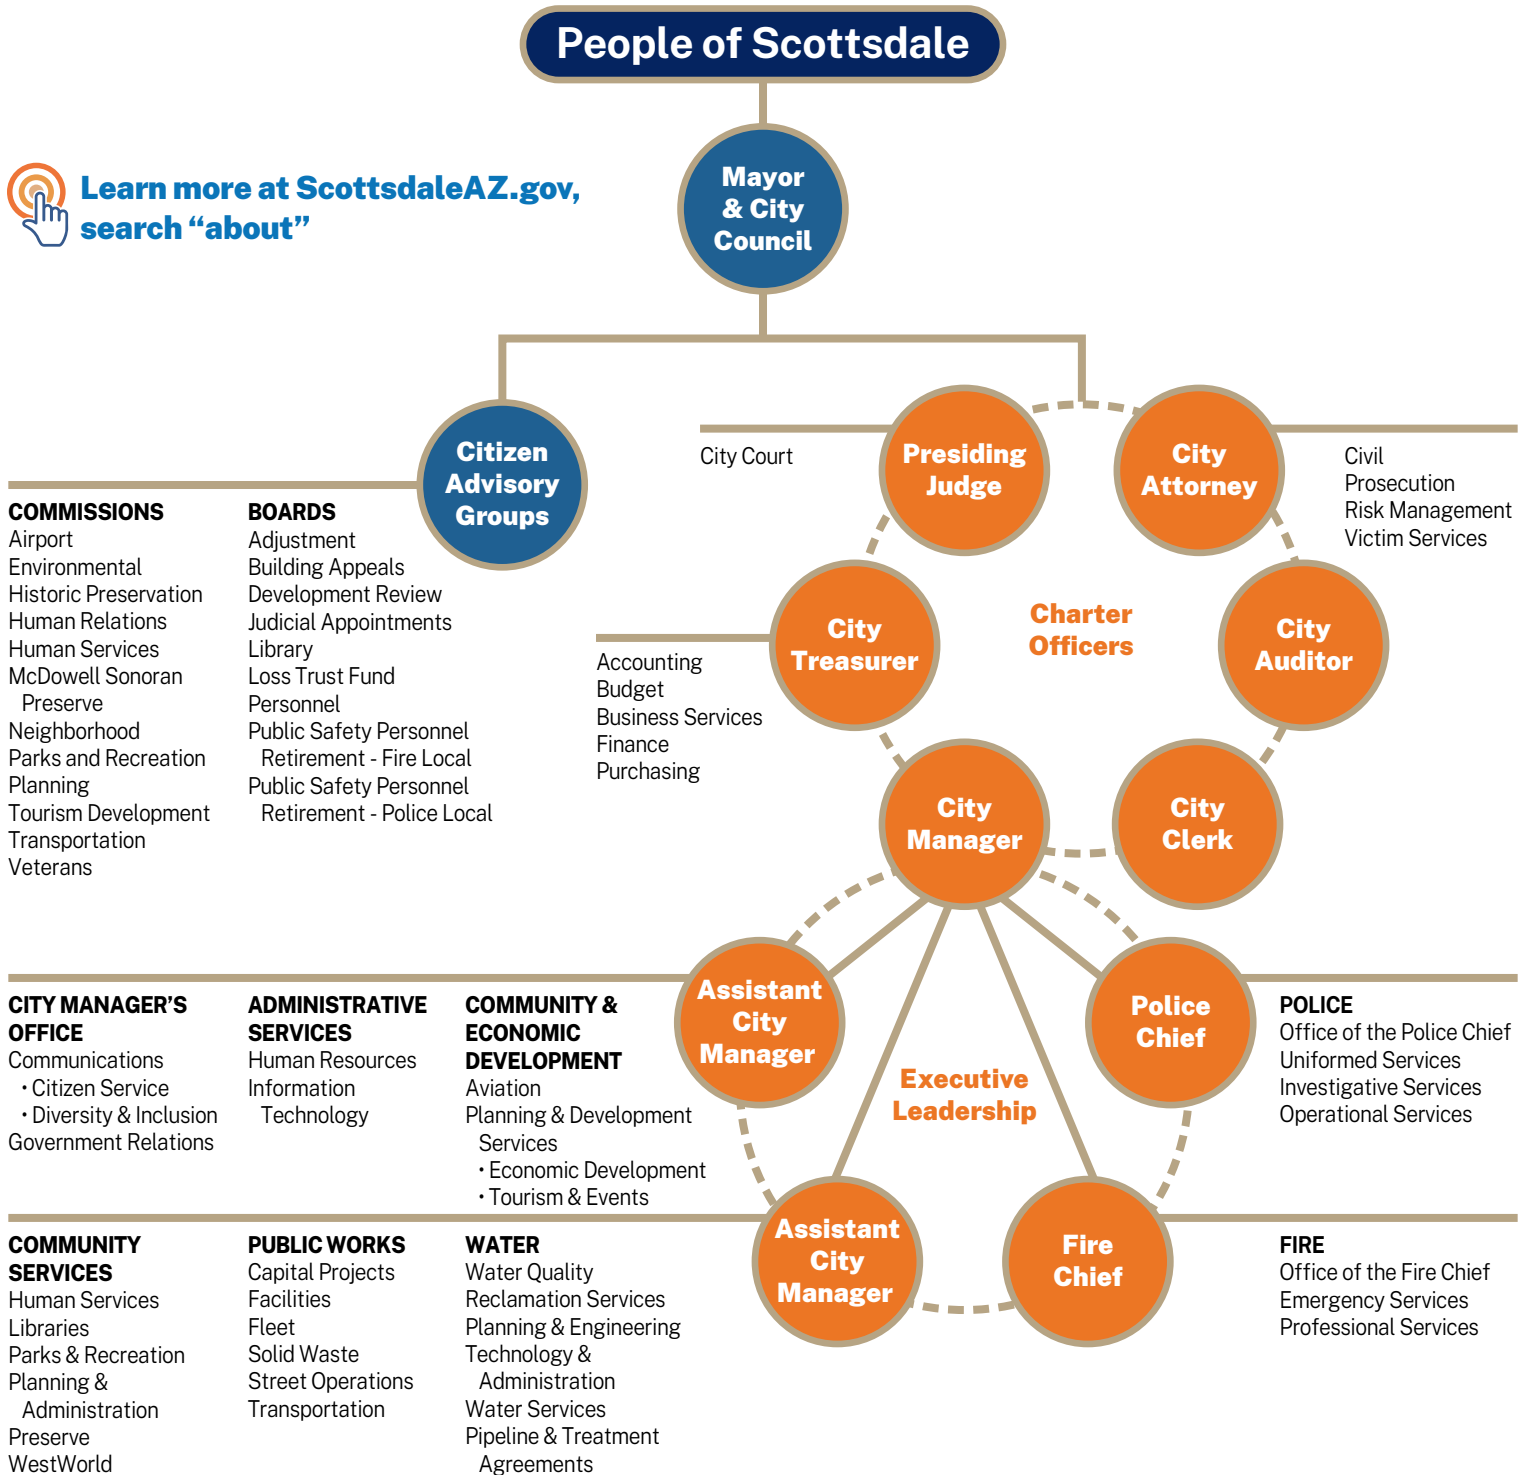 People of Scottsdale
Learn more at ScottsdaleAZ.gov,
search “about”
Mayor
& City
Council
Citizen
Advisory
Groups
COMMISSIONS
Airport
Environmental
Historic Preservation
Human Relations
Human Services
McDowell Sonoran
Preserve
Neighborhood
Parks and Recreation
Planning
Tourism Development
Transportation
Veterans
BOARDS
Adjustment
Building Appeals
Development Review
Judicial Appointments
Library
Loss Trust Fund
Personnel
Public Safety Personnel
Retirement - Fire Local
Public Safety Personnel
Retirement - Police Local
Charter
Officers
Presiding
Judge
City Court
City
Attorney
Civil
Prosecution
Risk Management
Victim Services
City
Treasurer
Accounting
Budget
Business Services
Finance
Purchasing
City
Auditor
City
Manager
City
Clerk
Executive
Leadership
Assistant
City
Manager
CITY MANAGER’S
OFFICE
Communications
• Citizen Service
• Diversity & Inclusion
Government Relations
ADMINISTRATIVE
SERVICES
Human Resources
Information
Technology
COMMUNITY &
ECONOMIC
DEVELOPMENT
Aviation
Planning & Development
Services
• Economic Development
• Tourism & Events
Police
Chief
POLICE
Office of the Police Chief
Uniformed Services
Investigative Services
Operational Services
Assistant
City
Manager
COMMUNITY
SERVICES
Human Services
Libraries
Parks & Recreation
Planning &
Administration
Preserve
WestWorld
PUBLIC WORKS
Capital Projects
Facilities
Fleet
Solid Waste
Street Operations
Transportation
WATER
Water Quality
Reclamation Services
Planning & Engineering
Technology &
Administration
Water Services
Pipeline & Treatment
Agreements
Fire
Chief
FIRE
Office of the Fire Chief
Emergency Services
Professional Services